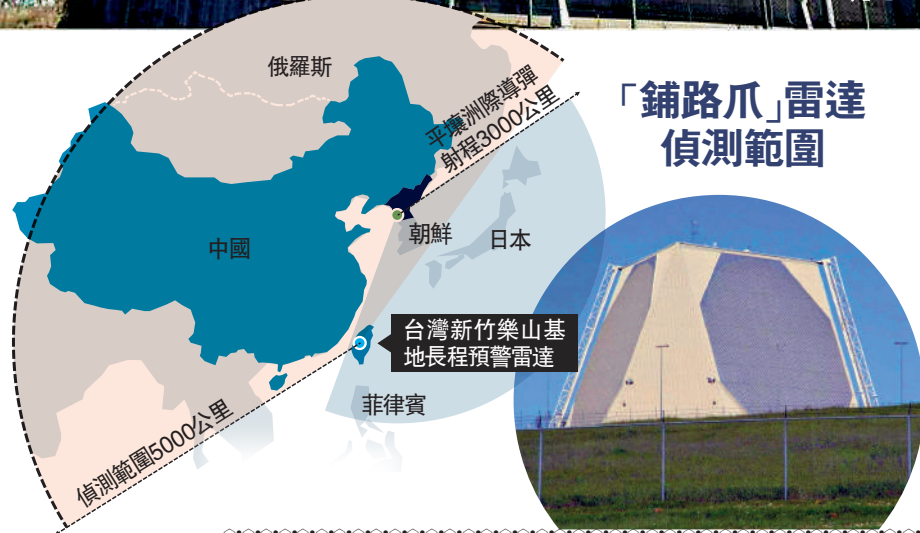 「鋪路爪」雷達
偵測範圍
俄羅斯
平壤洲際導彈
射程3000公里
中國
朝鮮
日本
台灣新竹樂山基
地長程預警雷達
菲律賓
偵測範圍5000公里